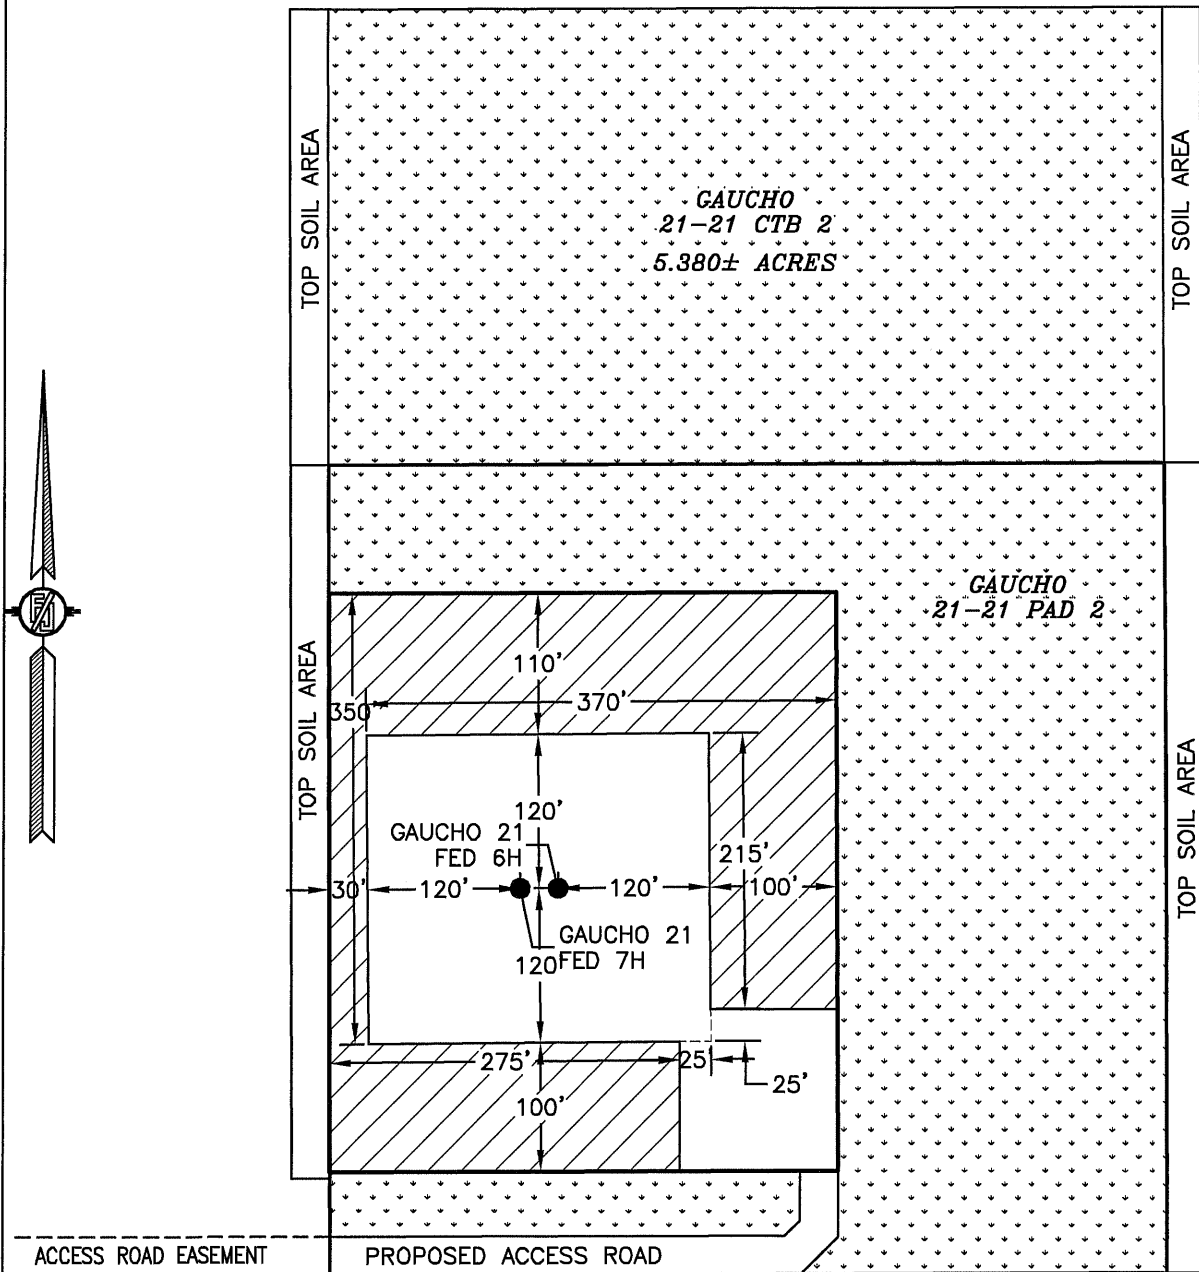 TOP SOIL AREA
TOP SOIL AREA
GAUCHO
21-21 CTB 2
5.380± ACRES
GAUCHO
21-21 PAD 2
TOP SOIL AREA
TOP SOIL AREA
110'
370'
350'
120'
GAUCHO 21
FED 6H
215'
30'
120'
120'
100'
GAUCHO 21
FED 7H
120'
275'
25'
25'
100'
ACCESS ROAD EASEMENT
PROPOSED ACCESS ROAD